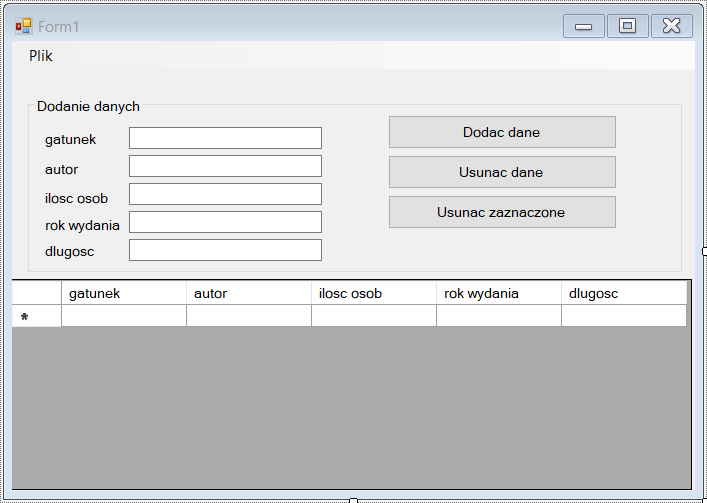 Form1
Plik
Dodanie danych
gatunek
autor
ilosc osob
rok wydania
dlugosc
Dodac dane
Usunac dane
Usunac zaznaczone
gatunek autor ilosc osob rok wydania dlugosc
*